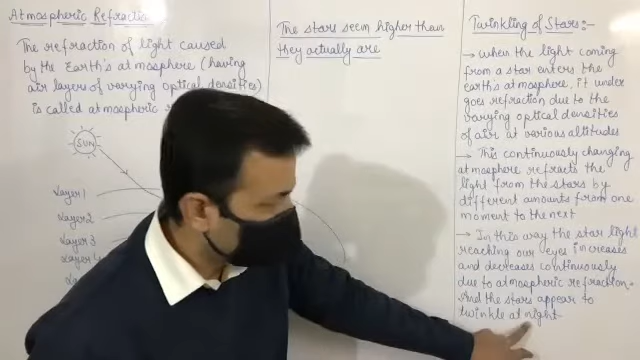 Atmospheric Refraction
The refraction of light caused
by the Earth's atmosphere (having
air layers of varying optical densities)
is called atmospheric
SUN
Layer 1
Layer 2
Layer 3
Layer 4
The stars seem higher than
they actually are
Twinkling of Stars:-
→ When the light coming
from a star enters the
earth's atmosphere, it under
goes refraction due to the
varying optical densities
of air at various altitudes
→ This continuously changing
atmosphere refracts the
light from the stars by
different amounts from one
moment to the next
→ In this way the star light
reaching our eyes increases
and decreases continuously
due to atmospheric refraction.
And the stars appear to
twinkle at night